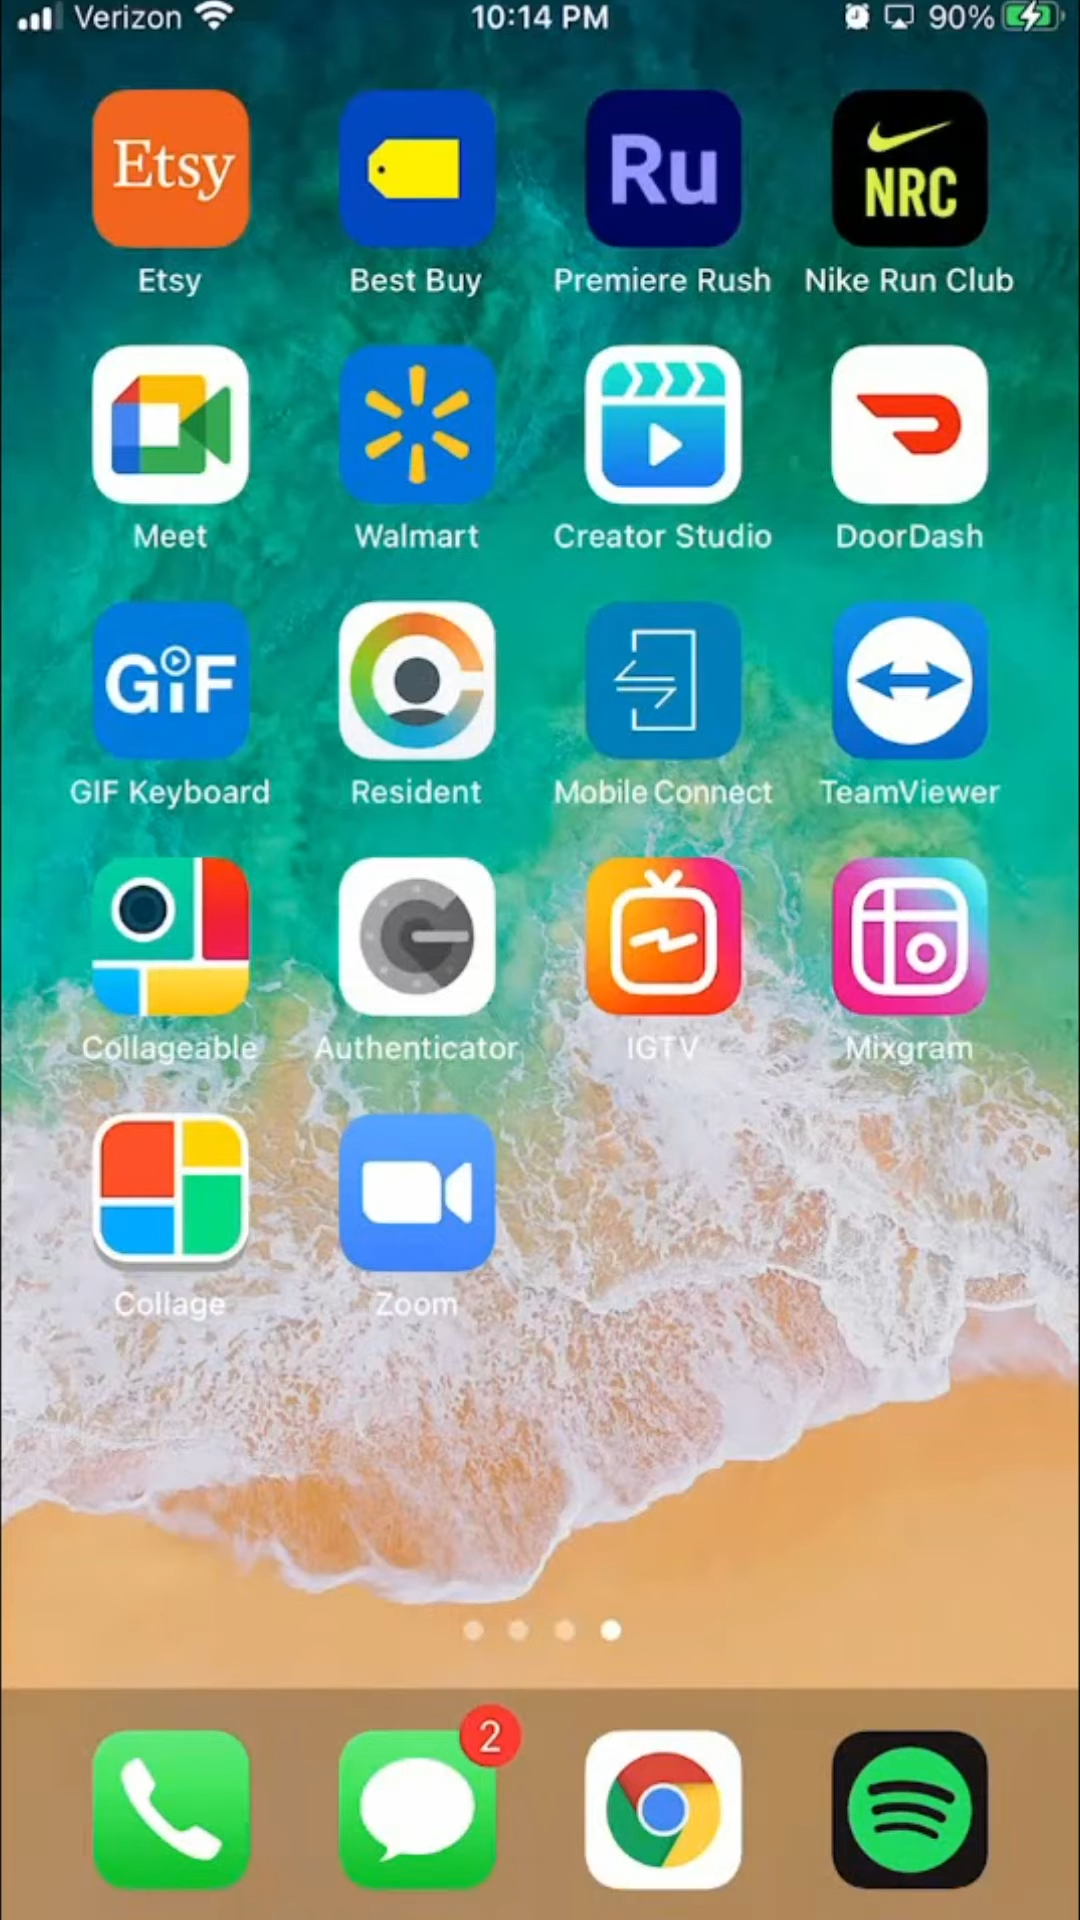 Verizon 10:14 PM 90%
Etsy Ru NRC
Etsy Best Buy Premiere Rush Nike Run Club
Meet Walmart Creator Studio DoorDash
GIF
GIF Keyboard Resident Mobile Connect TeamViewer
Collageable Authenticator IGTV Mixgram
Collage Zoom
2